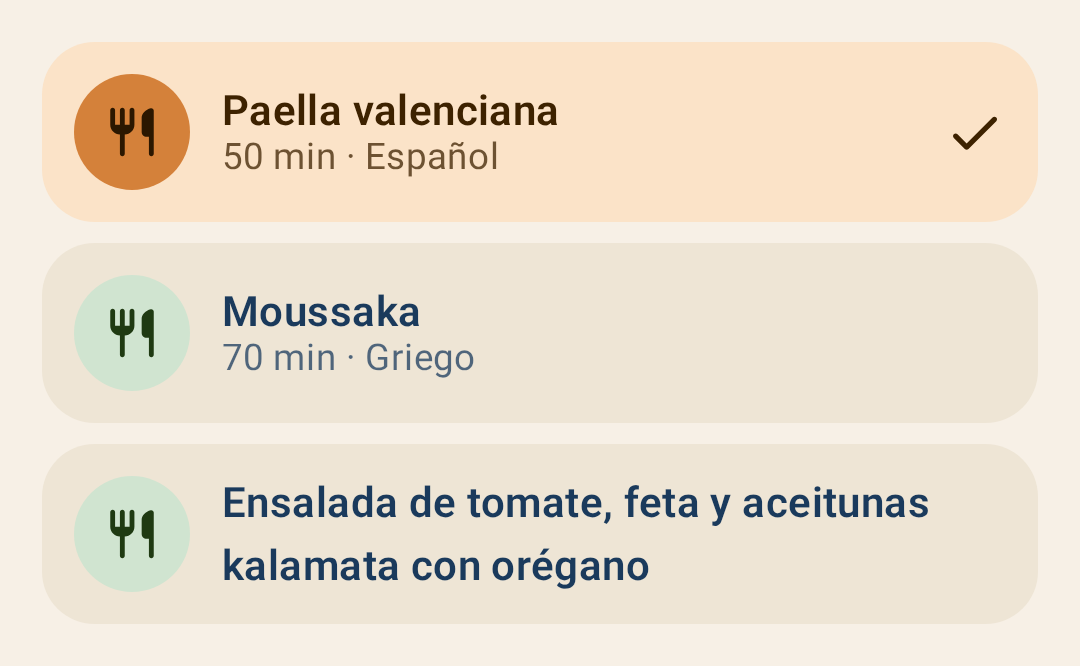 Paella valenciana
50 min · Español
Moussaka
70 min · Griego
Ensalada de tomate, feta y aceitunas
kalamata con orégano